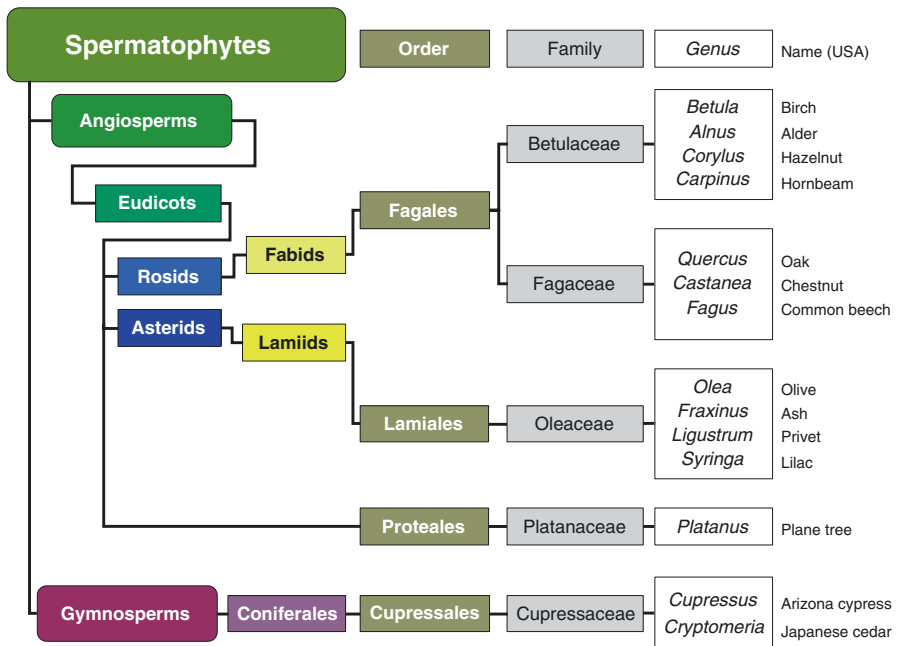 Spermatophytes
Order
Family
Genus
Name (USA)
Angiosperms
Eudicots
Rosids
Fabids
Asterids
Lamiids
Fagales
Betulaceae
Betula
Birch
Alnus
Alder
Corylus
Hazelnut
Carpinus
Hornbeam
Fagaceae
Quercus
Oak
Castanea
Chestnut
Fagus
Common beech
Lamiales
Oleaceae
Olea
Olive
Fraxinus
Ash
Ligustrum
Privet
Syringa
Lilac
Proteales
Platanaceae
Platanus
Plane tree
Gymnosperms
Coniferales
Cupressales
Cupressaceae
Cupressus
Arizona cypress
Cryptomeria
Japanese cedar